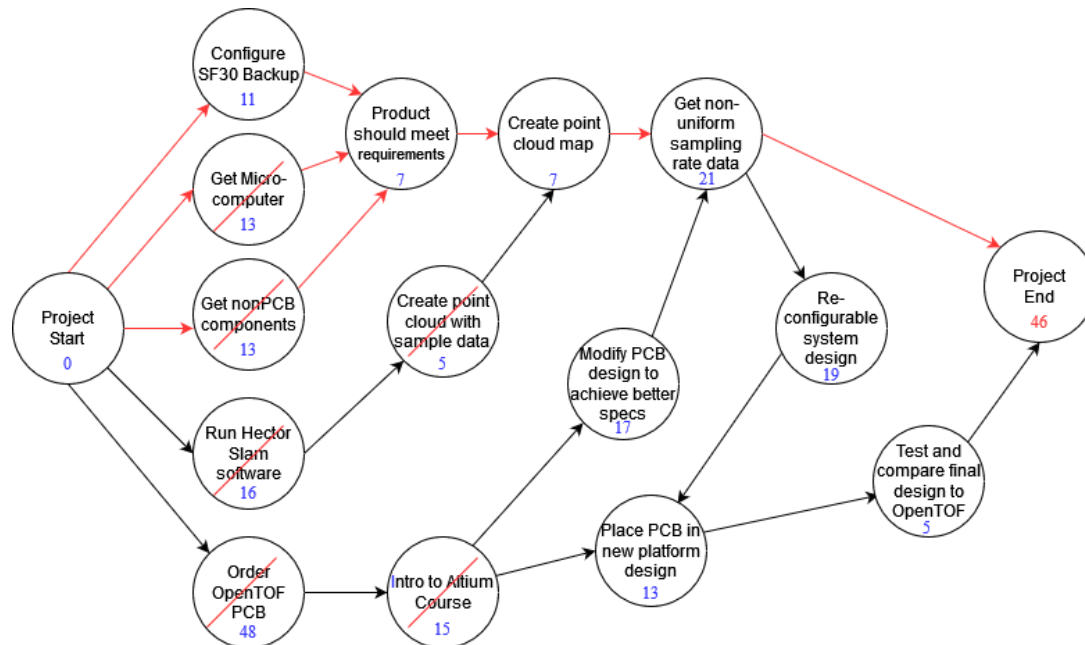 Configure
SF30 Backup
11
Product
should meet
requirements
7
Create point
cloud map
7
Get non-
uniform
sampling
rate data
21
Get Micro-
computer
13
Project
Start
0
Get nonPCB
components
13
Create point
cloud with
sample data
5
Modify PCB
design to
achieve better
specs
17
Re-
configurable
system
design
19
Project
End
46
Run Hector
Slam
software
16
Test and
compare final
design to
OpenTOF
5
Order
OpenTOF
PCB
48
Intro to Altium
Course
15
Place PCB in
new platform
design
13